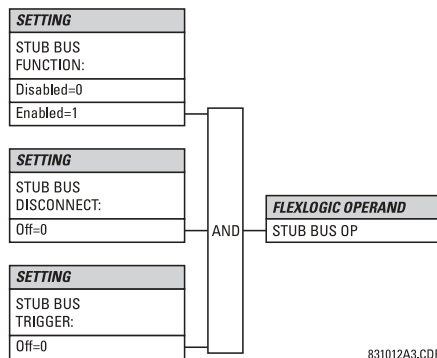 SETTING
STUB BUS
FUNCTION:
Disabled=0
Enabled=1
SETTING
STUB BUS
DISCONNECT:
Off=0
SETTING
STUB BUS
TRIGGER:
Off=0
AND
FLEXLOGIC OPERAND
STUB BUS OP
831012A3.CDR